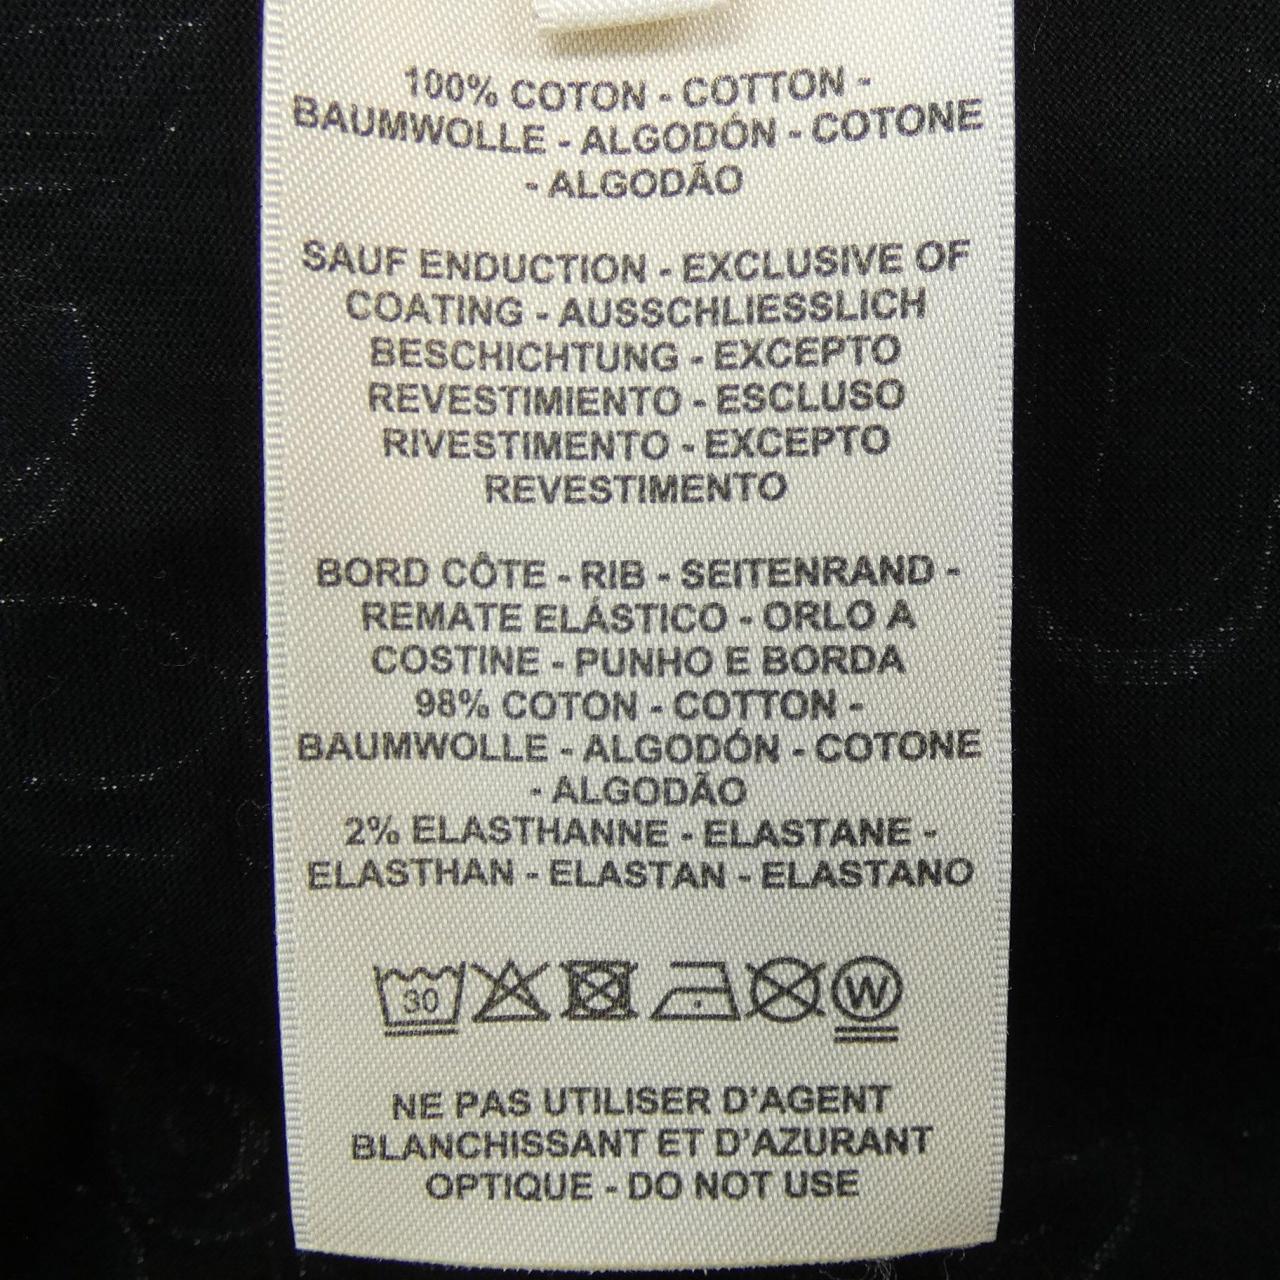 100% COTON - COTTON -
BAUMWOLLE - ALGODÓN - COTONE
- ALGODÃO
SAUF ENDUCTION - EXCLUSIVE OF
COATING - AUSSCHLIESSLICH
BESCHICHTUNG - EXCEPTO
REVESTIMIENTO - ESCLUSO
RIVESTIMENTO - EXCEPTO
REVESTIMENTO
BORD CÔTE - RIB - SEITENRAND -
REMATE ELÁSTICO - ORLO A
COSTINE - PUNHO E BORDA
98% COTON - COTTON -
BAUMWOLLE - ALGODÓN - COTONE
- ALGODÃO
2% ELASTHANNE - ELASTANE -
ELASTHAN - ELASTAN - ELASTANO
30 W
NE PAS UTILISER D'AGENT
BLANCHISSANT ET D'AZURANT
OPTIQUE - DO NOT USE